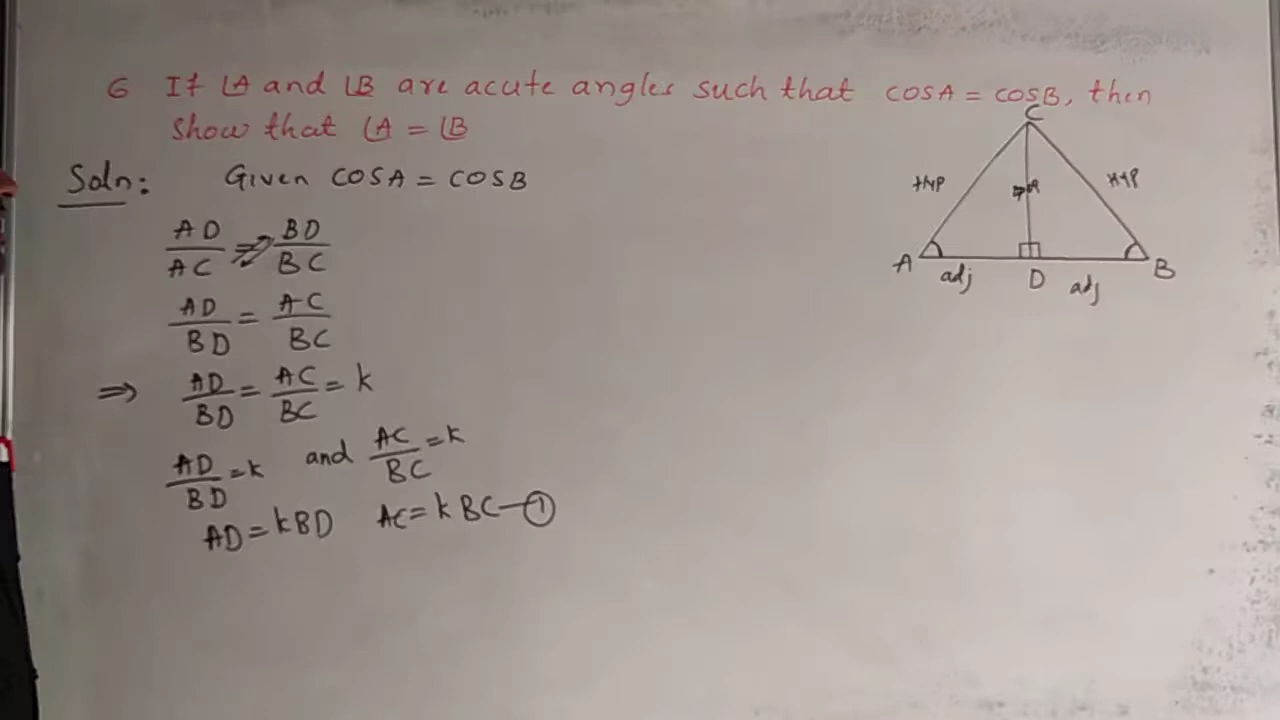 6 If ∠A and ∠B are acute angles such that cosA = cosB, then
show that ∠A = ∠B
Soln: Given cosA = cosB
AD/AC = BD/BC
AD/BD = AC/BC
⇒ AD/BD = AC/BC = k
AD/BD = k and AC/BC = k
AD = kBD AC = k BC — ①
C
Hyp Hyp
A adj D adj B